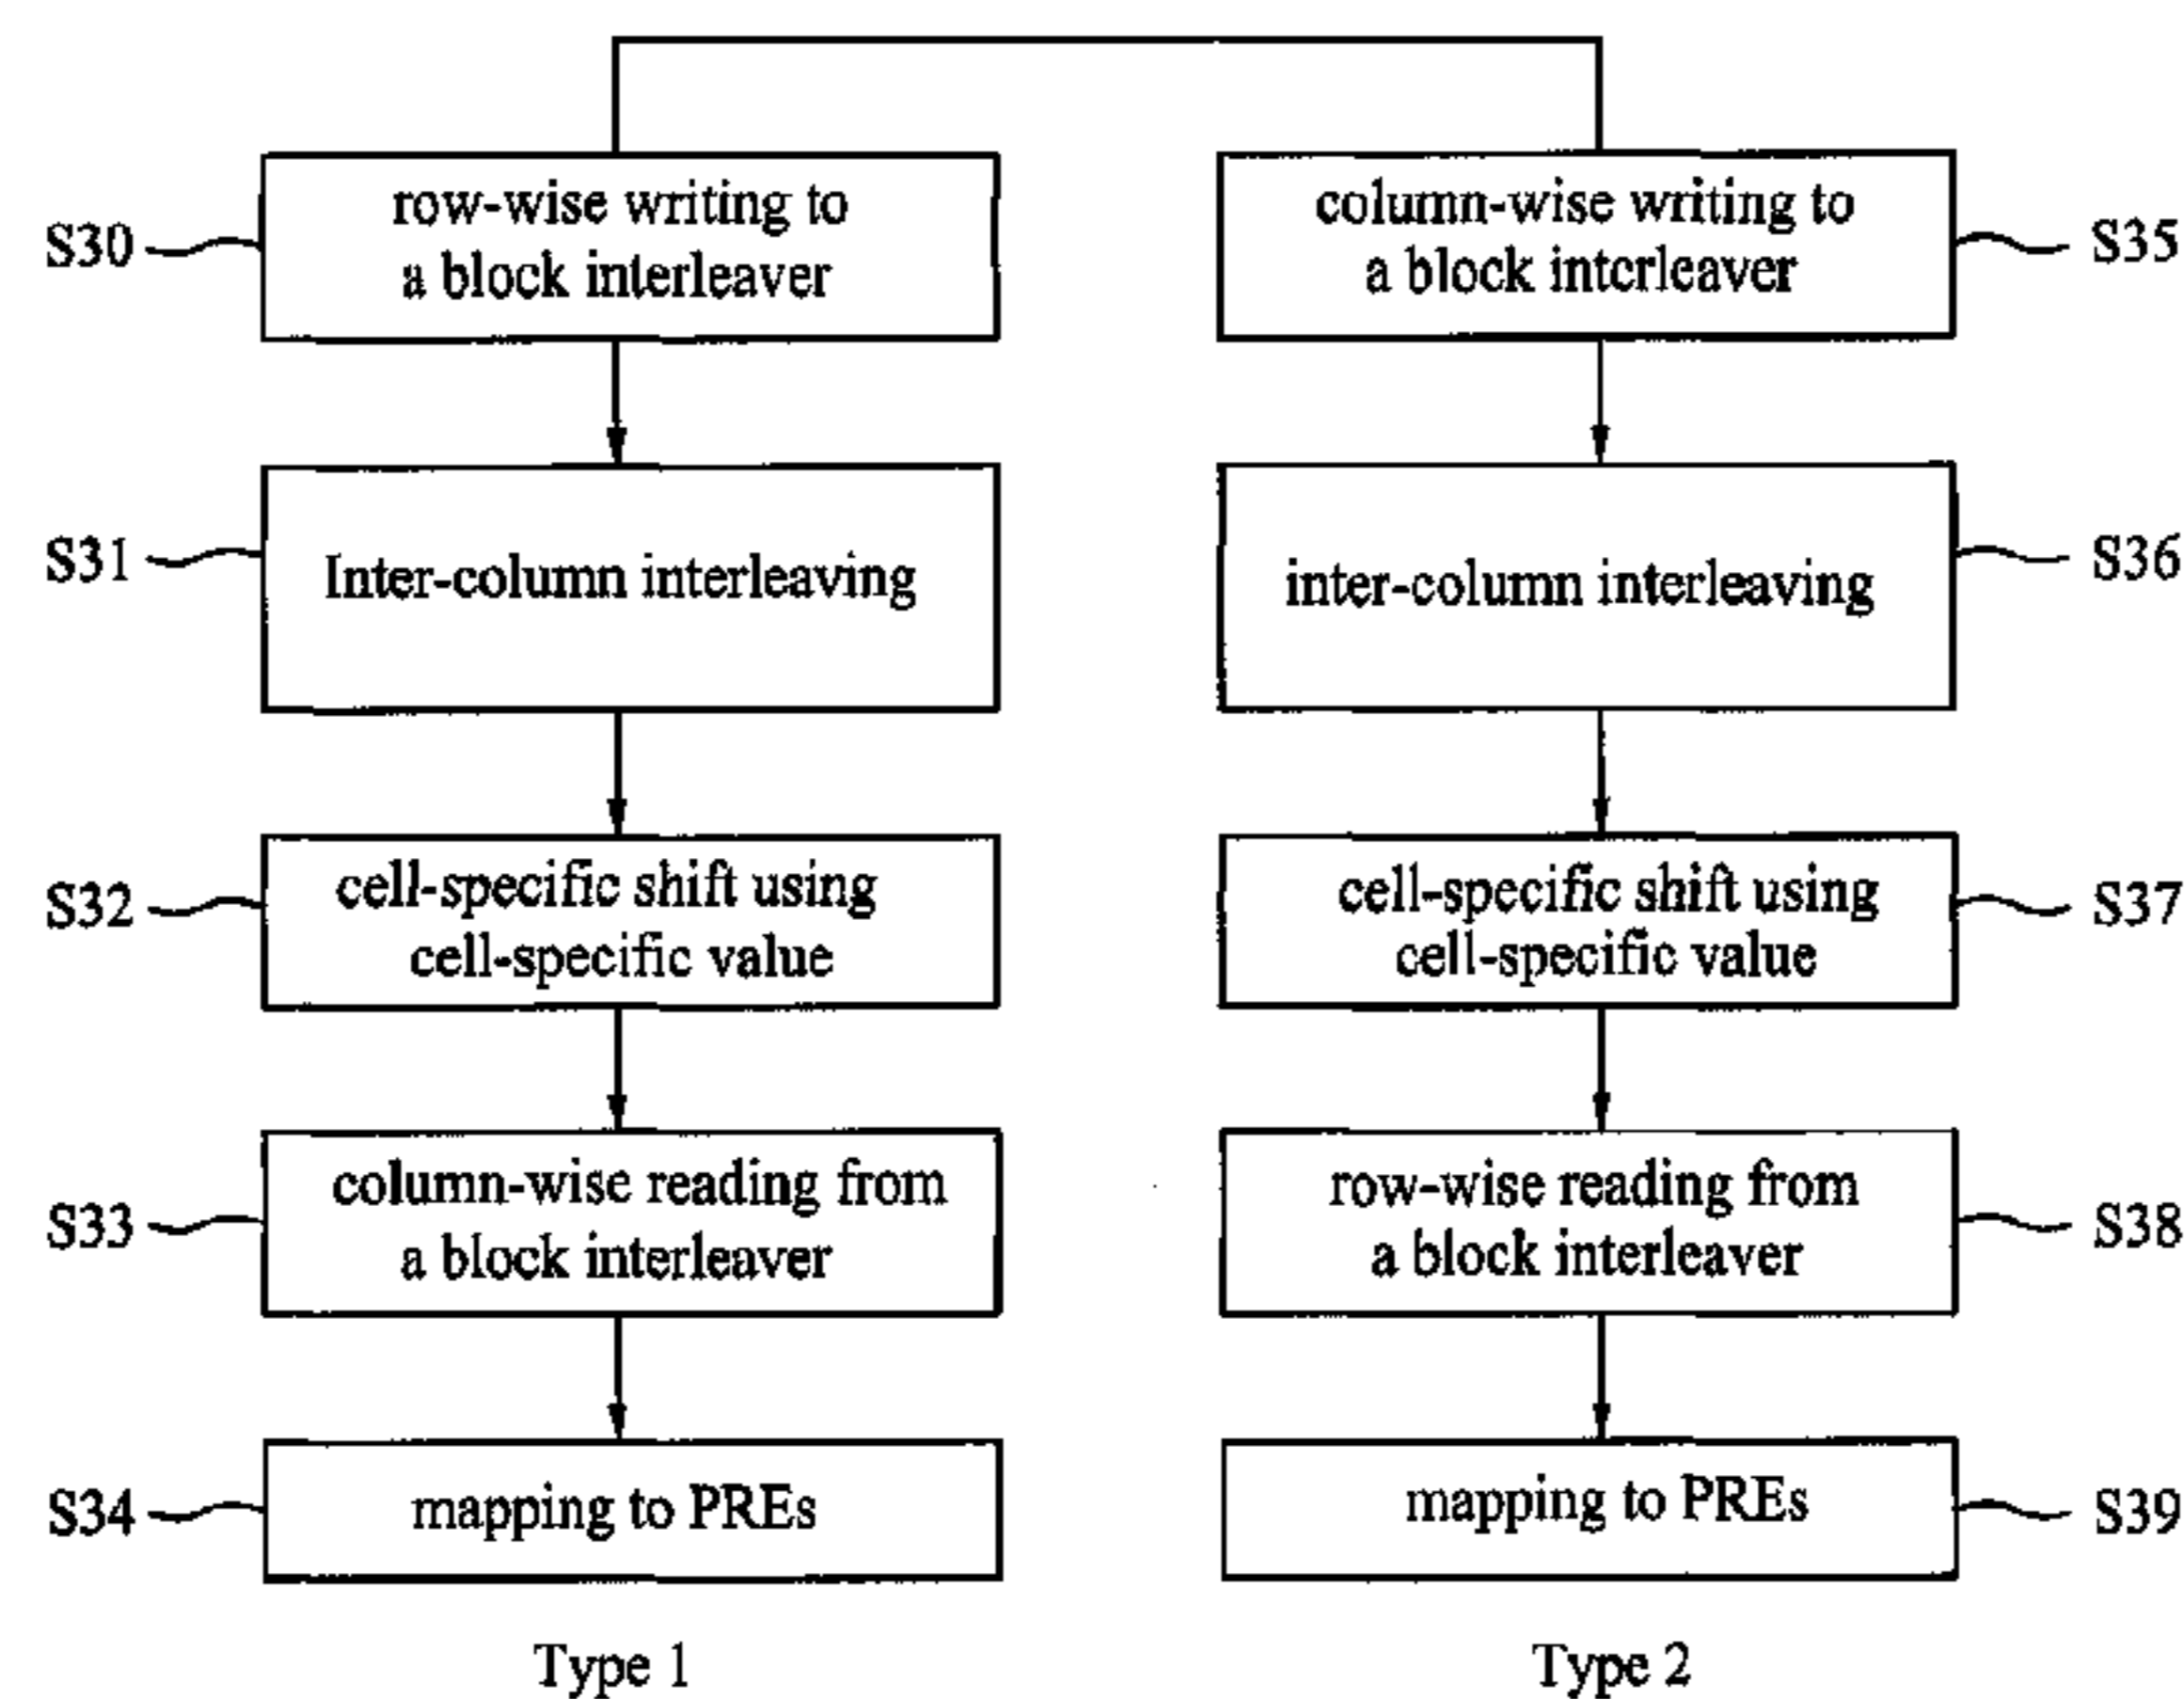 S30
row-wise writing to
a block interleaver
column-wise writing to
a block interleaver
S35
S31
Inter-column interleaving
inter-column interleaving
S36
S32
cell-specific shift using
cell-specific value
cell-specific shift using
cell-specific value
S37
S33
column-wise reading from
a block interleaver
row-wise reading from
a block interleaver
S38
S34
mapping to PREs
mapping to PREs
S39
Type 1
Type 2